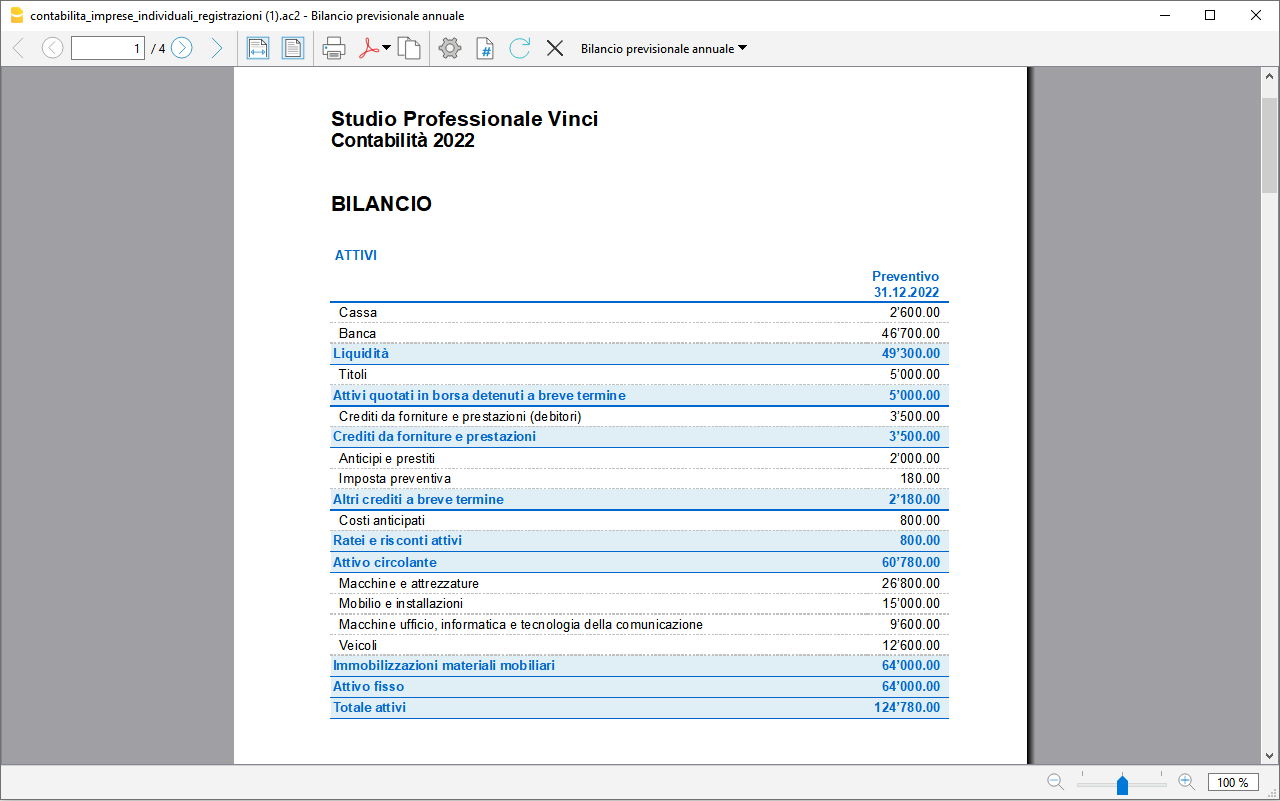 contabilita_imprese_individuali_registrazioni (1).ac2 - Bilancio previsionale annuale
1 / 4 # Bilancio previsionale annuale
Studio Professionale Vinci
Contabilità 2022
BILANCIO
ATTIVI
Preventivo
31.12.2022
Cassa 2'600.00
Banca 46'700.00
Liquidità 49'300.00
Titoli 5'000.00
Attivi quotati in borsa detenuti a breve termine 5'000.00
Crediti da forniture e prestazioni (debitori) 3'500.00
Crediti da forniture e prestazioni 3'500.00
Anticipi e prestiti 2'000.00
Imposta preventiva 180.00
Altri crediti a breve termine 2'180.00
Costi anticipati 800.00
Ratei e risconti attivi 800.00
Attivo circolante 60'780.00
Macchine e attrezzature 26'800.00
Mobilio e installazioni 15'000.00
Macchine ufficio, informatica e tecnologia della comunicazione 9'600.00
Veicoli 12'600.00
Immobilizzazioni materiali mobiliari 64'000.00
Attivo fisso 64'000.00
Totale attivi 124'780.00
100 %